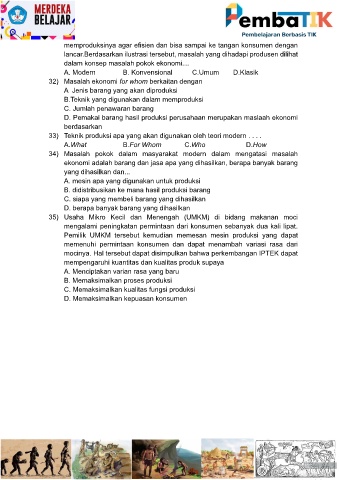 MERDEKA
BELAJAR
PembaTIK
Pembelajaran Berbasis TIK
memproduksinya agar efisien dan bisa sampai ke tangan konsumen dengan
lancar.Berdasarkan ilustrasi tersebut, masalah yang dihadapi produsen dilihat
dalam konsep masalah pokok ekonomi....
A. Modern B. Konvensional C.Umum D.Klasik
32) Masalah ekonomi for whom berkaitan dengan
A Jenis barang yang akan diproduksi
B.Teknik yang digunakan dalam memproduksi
C. Jumlah penawaran barang
D. Pemakai barang hasil produksi perusahaan merupakan maslaeh ekonomi
berdasarkan
33) Teknik produksi apa yang akan digunakan oleh teori modern . . . .
A.What B.For Whom C.Who D.How
34) Masalah pokok dalam masyarakat modern dalam mengatasi masalah
ekonomi adalah barang dan jasa apa yang dihasilkan, berapa banyak barang
yang dihasilkan dan...
A. mesin apa yang digunakan untuk produksi
B. didistribusikan ke mana hasil produksi barang
C. siapa yang membeli barang yang dihasilkan
D. berapa banyak barang yang dihasilkan
35) Usaha Mikro Kecil dan Menengah (UMKM) di bidang makanan moci
mengalami peningkatan permintaan dari konsumen sebanyak dua kali lipat.
Pemilik UMKM tersebut kemudian memesan mesin produksi yang dapat
memenuhi permintaan konsumen dan dapat menambah variasi rasa dari
mocinya. Hal tersebut dapat disimpulkan bahwa perkembangan IPTEK dapat
mempengaruhi kuantitas dan kualitas produk supaya
A. Menciptakan varian rasa yang baru
B. Memaksimalkan proses produksi
C. Memaksimalkan kualitas fungsi produksi
D. Memaksimalkan kepuasan konsumen